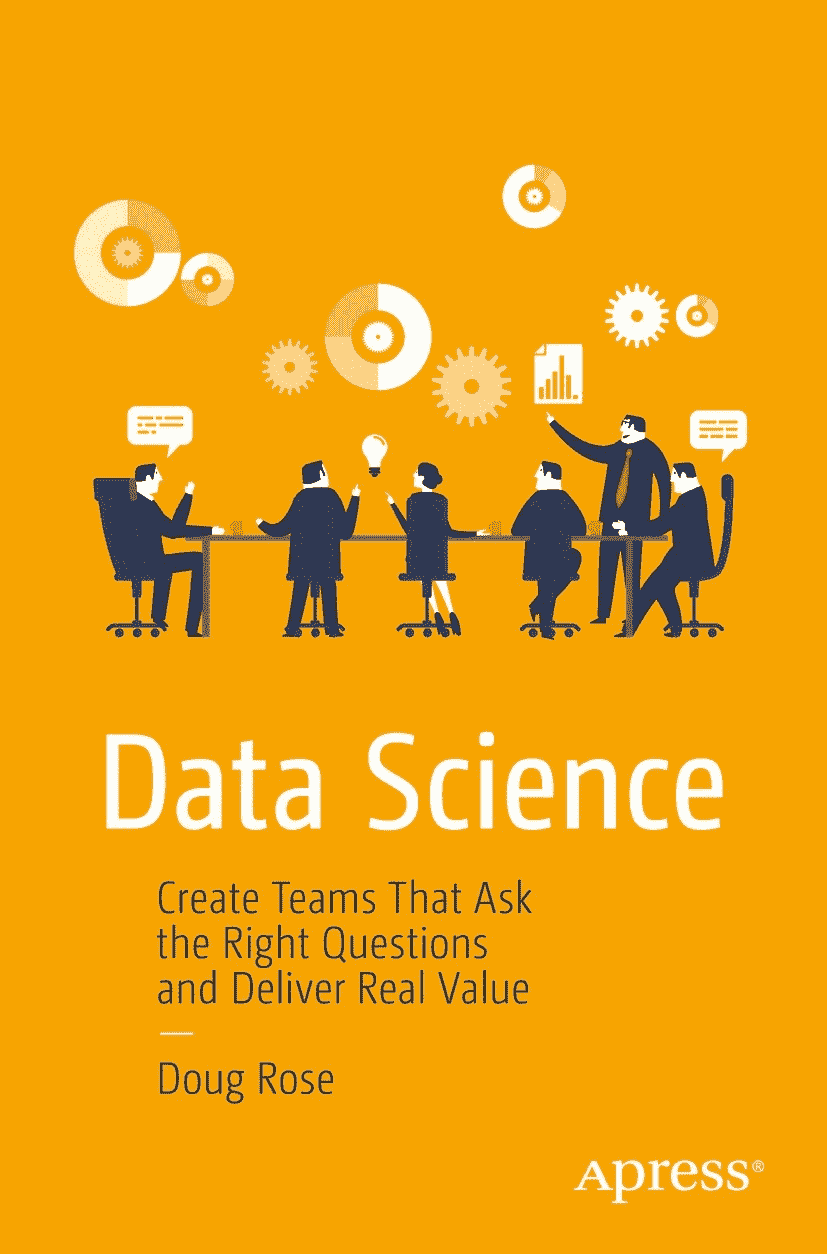 Data Science
Create Teams That Ask
the Right Questions
and Deliver Real Value
Doug Rose
Apress®